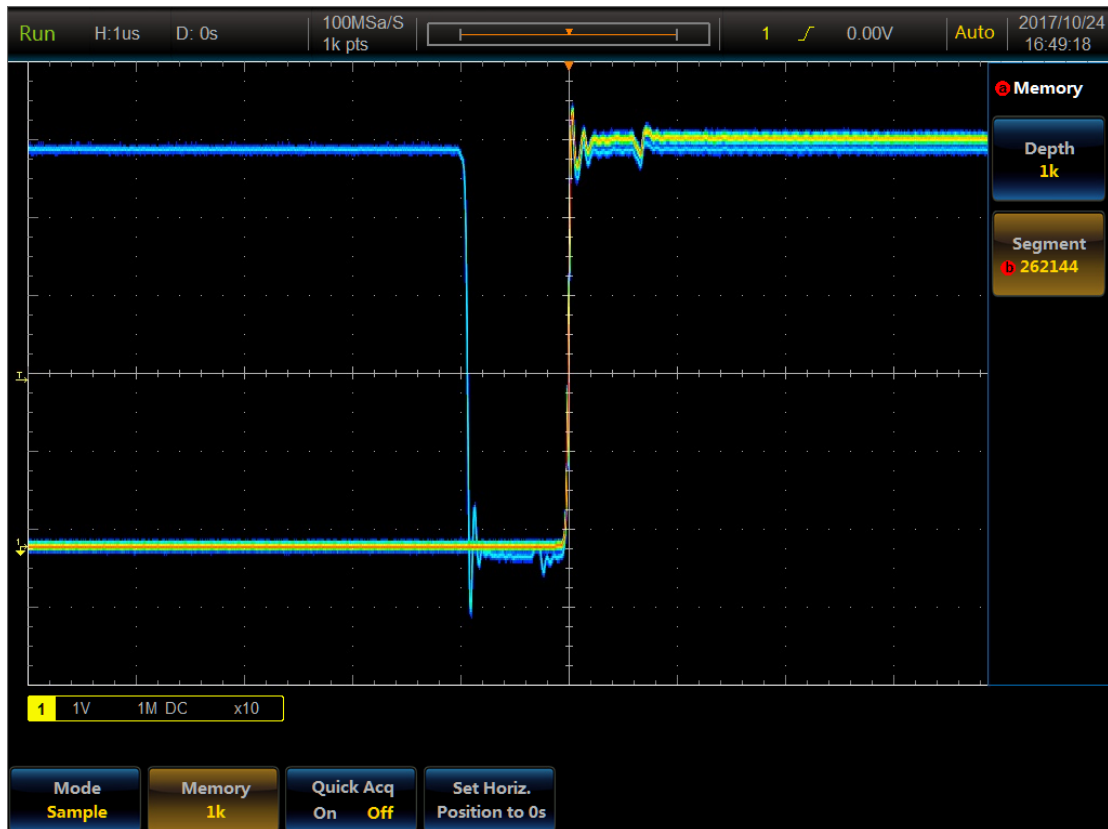 Run H:1us D: 0s 100MSa/S 1 0.00V Auto 2017/10/24
1k pts 16:49:18
a Memory
Depth
1k
Segment
b 262144
T
1
1 1V 1M DC x10
Mode Memory Quick Acq Set Horiz.
Sample 1k On Off Position to 0s